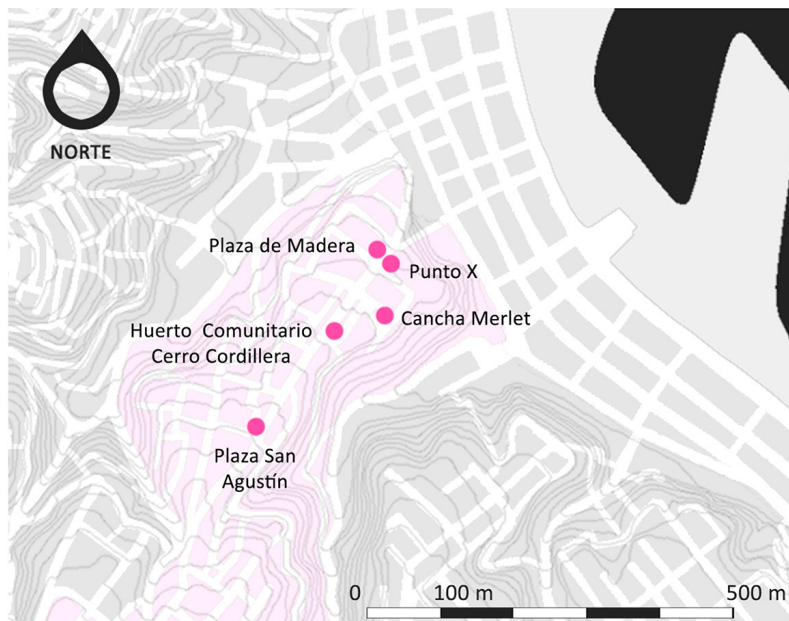 NORTE
Plaza de Madera
Punto X
Cancha Merlet
Huerto Comunitario
Cerro Cordillera
Plaza San
Agustín
0 100 m 500 m